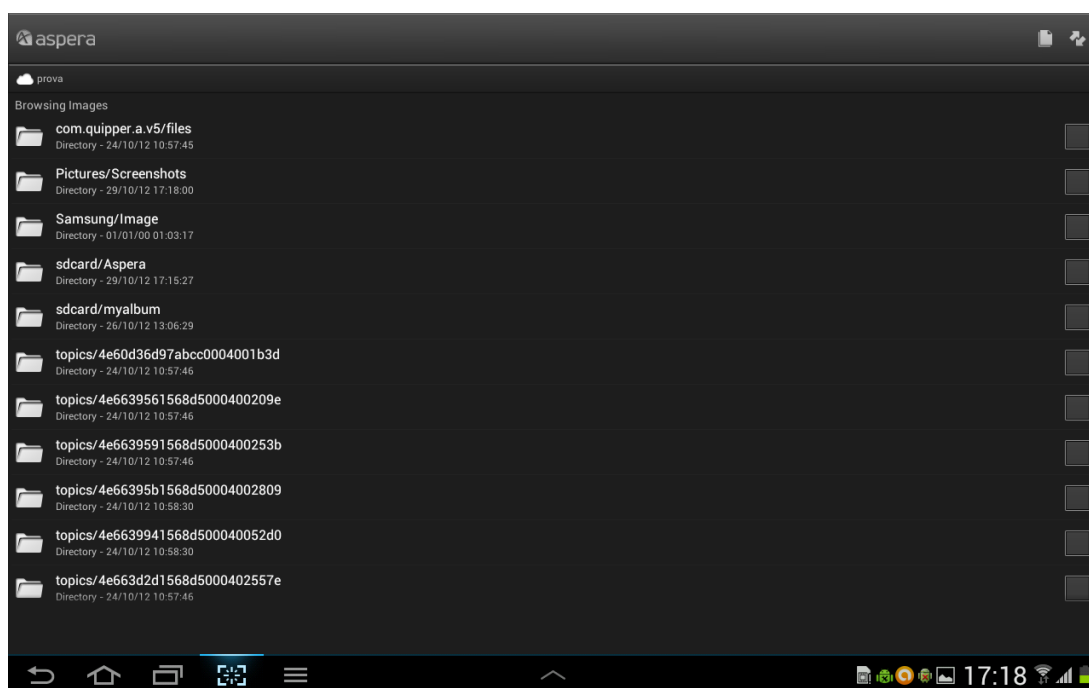 aspera
prova
Browsing Images
com.quipper.a.v5/files
Directory - 24/10/12 10:57:45
Pictures/Screenshots
Directory - 29/10/12 17:18:00
Samsung/Image
Directory - 01/01/00 01:03:17
sdcard/Aspera
Directory - 29/10/12 17:15:27
sdcard/myalbum
Directory - 26/10/12 13:06:29
topics/4e60d36d97abcc0004001b3d
Directory - 24/10/12 10:57:46
topics/4e6639561568d5000400209e
Directory - 24/10/12 10:57:46
topics/4e6639591568d5000400253b
Directory - 24/10/12 10:57:46
topics/4e66395b1568d50004002809
Directory - 24/10/12 10:58:30
topics/4e6639941568d500040052d0
Directory - 24/10/12 10:58:30
topics/4e663d2d1568d5000402557e
Directory - 24/10/12 10:57:46
17:18